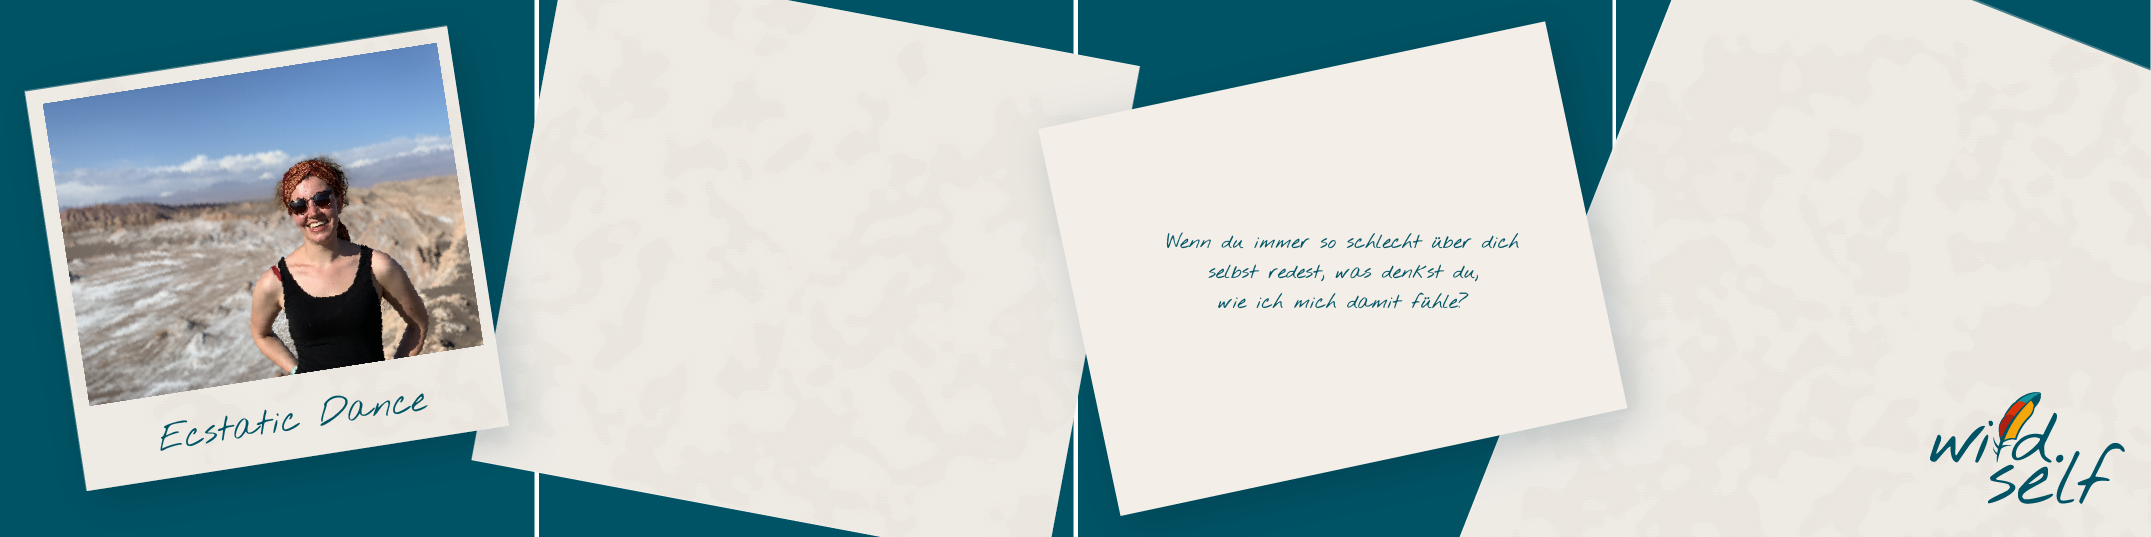 Ecstatic Dance
Wenn du immer so schlecht über dich
selbst redest, was denkst du,
wie ich mich damit fühle?
wild.
self